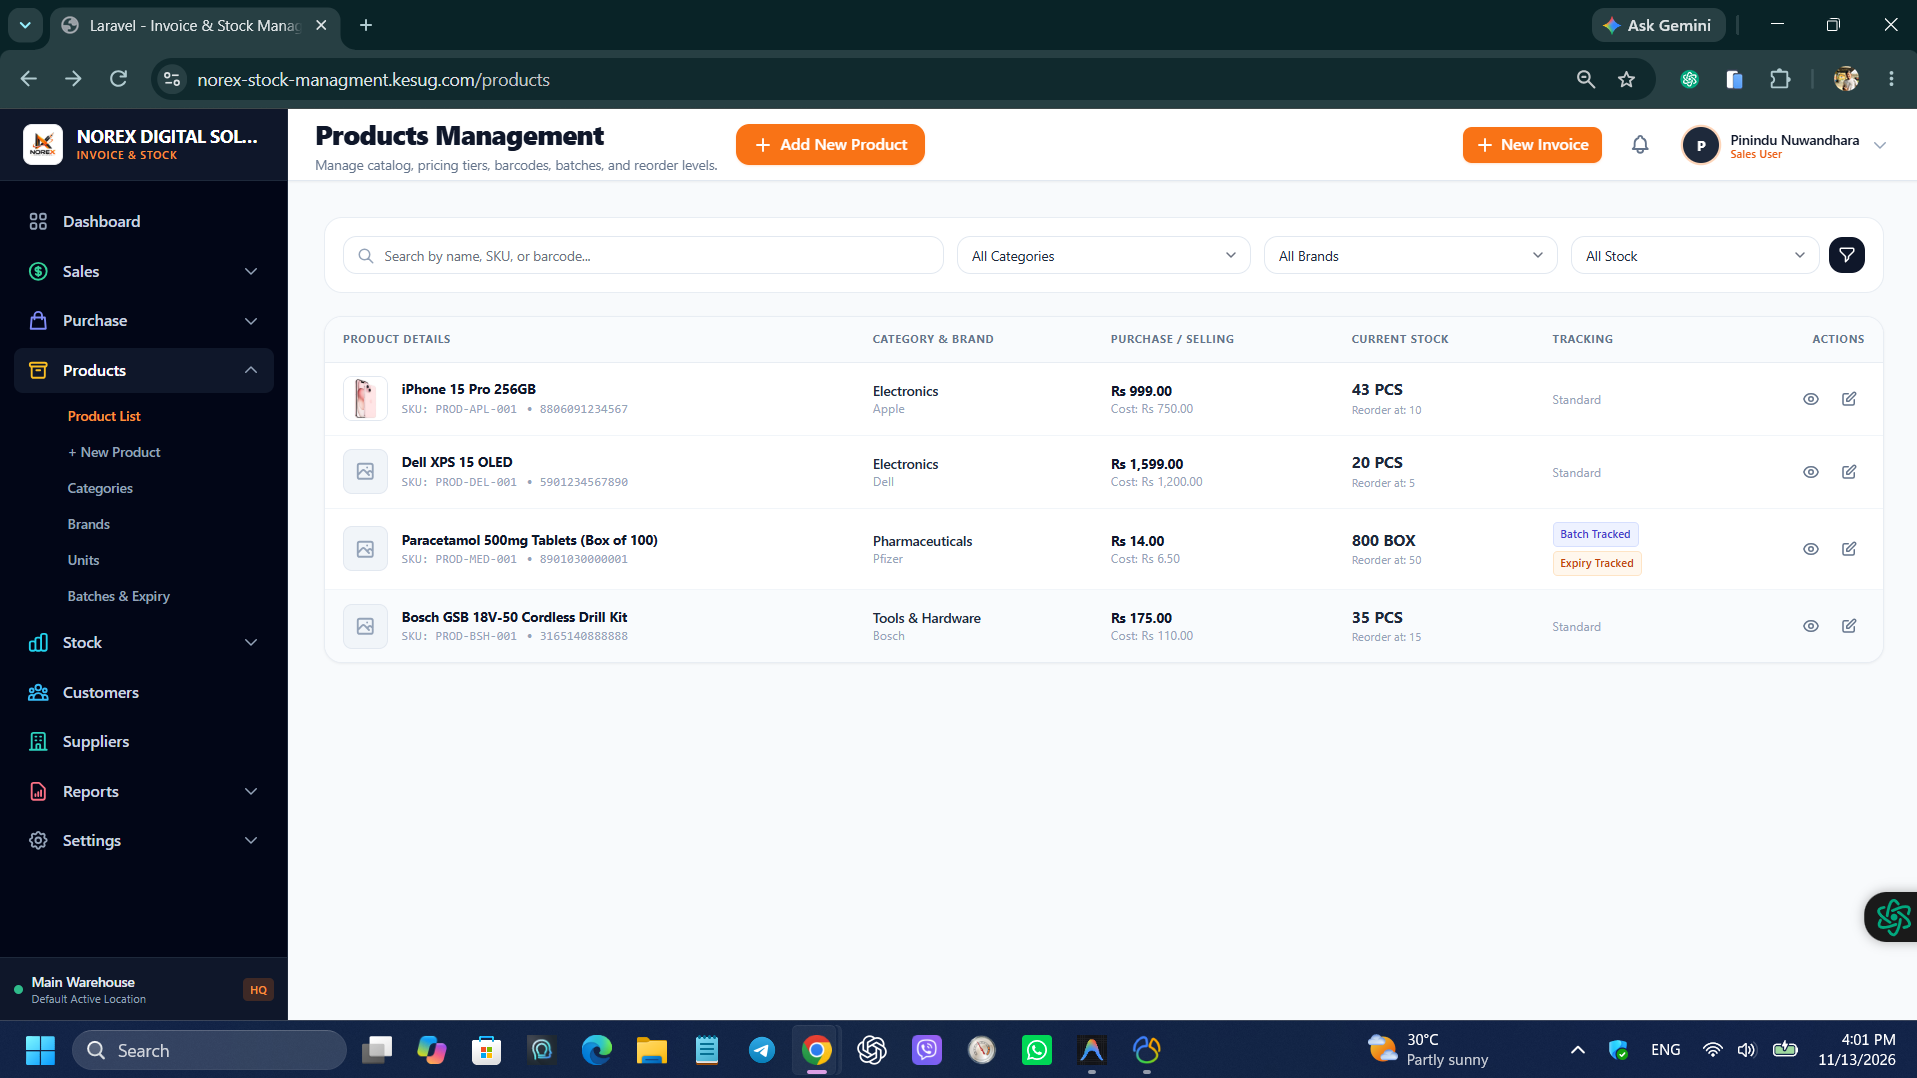 Laravel - Invoice & Stock Manag
Ask Gemini
norex-stock-managment.kesug.com/products
NOREX
NOREX DIGITAL SOL...
INVOICE & STOCK
Products Management
Manage catalog, pricing tiers, barcodes, batches, and reorder levels.
+ Add New Product
+ New Invoice
P
Pinindu Nuwandhara
Sales User
Dashboard
Sales
Purchase
Products
Product List
+ New Product
Categories
Brands
Units
Batches & Expiry
Stock
Customers
Suppliers
Reports
Settings
Main Warehouse
Default Active Location
HQ
Search by name, SKU, or barcode...
All Categories
All Brands
All Stock
PRODUCT DETAILS CATEGORY & BRAND PURCHASE / SELLING CURRENT STOCK TRACKING ACTIONS
iPhone 15 Pro 256GB
SKU: PROD-APL-001 • 8806091234567
Electronics
Apple
Rs 999.00
Cost: Rs 750.00
43 PCS
Reorder at: 10
Standard
Dell XPS 15 OLED
SKU: PROD-DEL-001 • 5901234567890
Electronics
Dell
Rs 1,599.00
Cost: Rs 1,200.00
20 PCS
Reorder at: 5
Standard
Paracetamol 500mg Tablets (Box of 100)
SKU: PROD-MED-001 • 8901030000001
Pharmaceuticals
Pfizer
Rs 14.00
Cost: Rs 6.50
800 BOX
Reorder at: 50
Batch Tracked
Expiry Tracked
Bosch GSB 18V-50 Cordless Drill Kit
SKU: PROD-BSH-001 • 3165140888888
Tools & Hardware
Bosch
Rs 175.00
Cost: Rs 110.00
35 PCS
Reorder at: 15
Standard
Search
30°C
Partly sunny
ENG
4:01 PM
11/13/2026